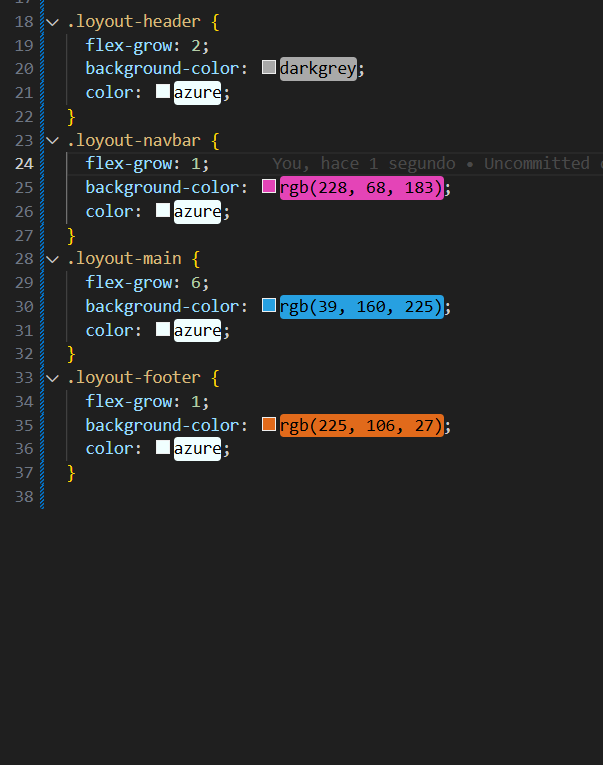 18 .loyout-header {
19 flex-grow: 2;
20 background-color: darkgrey;
21 color: azure;
22 }
23 .loyout-navbar {
24 flex-grow: 1; You, hace 1 segundo • Uncommitted
25 background-color: rgb(228, 68, 183);
26 color: azure;
27 }
28 .loyout-main {
29 flex-grow: 6;
30 background-color: rgb(39, 160, 225);
31 color: azure;
32 }
33 .loyout-footer {
34 flex-grow: 1;
35 background-color: rgb(225, 106, 27);
36 color: azure;
37 }
38